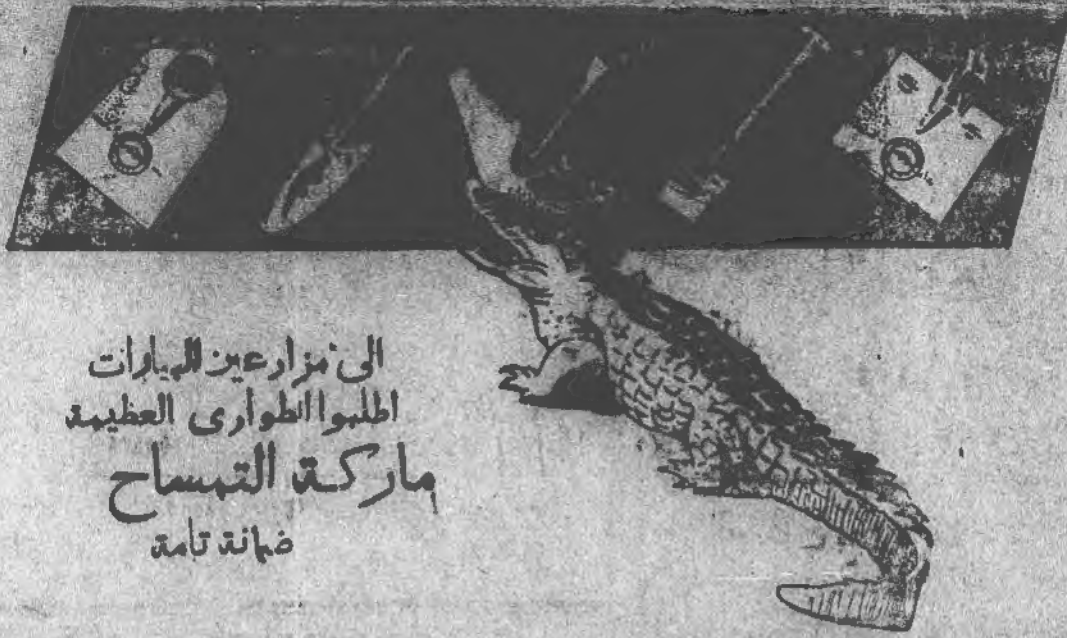 الى مزارعين البيارات
اطلبوا الطوارى العظيمة
ماركة التمساح
ضمانة تامة